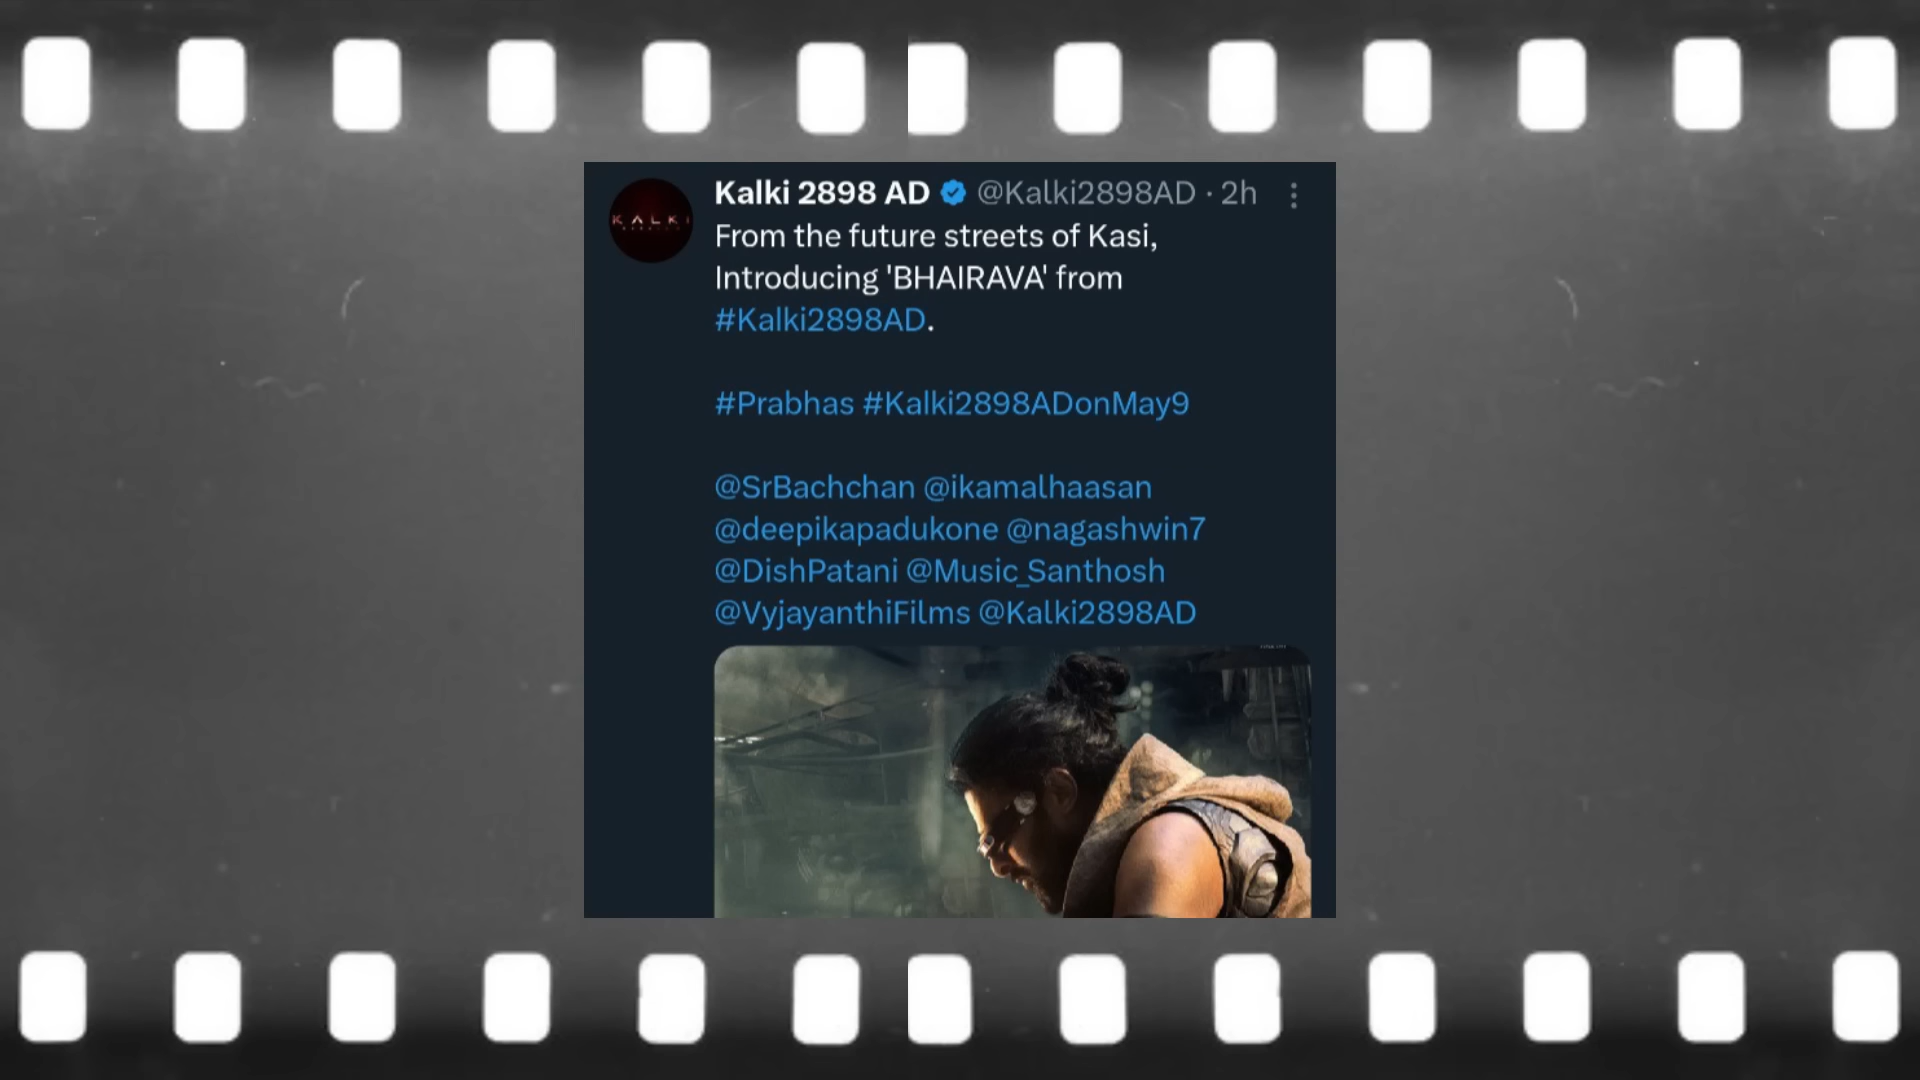 KALKI
Kalki 2898 AD @Kalki2898AD · 2h
From the future streets of Kasi,
Introducing 'BHAIRAVA' from
#Kalki2898AD.
#Prabhas #Kalki2898ADonMay9
@SrBachchan @ikamalhaasan
@deepikapadukone @nagashwin7
@DishPatani @Music_Santhosh
@VyjayanthiFilms @Kalki2898AD